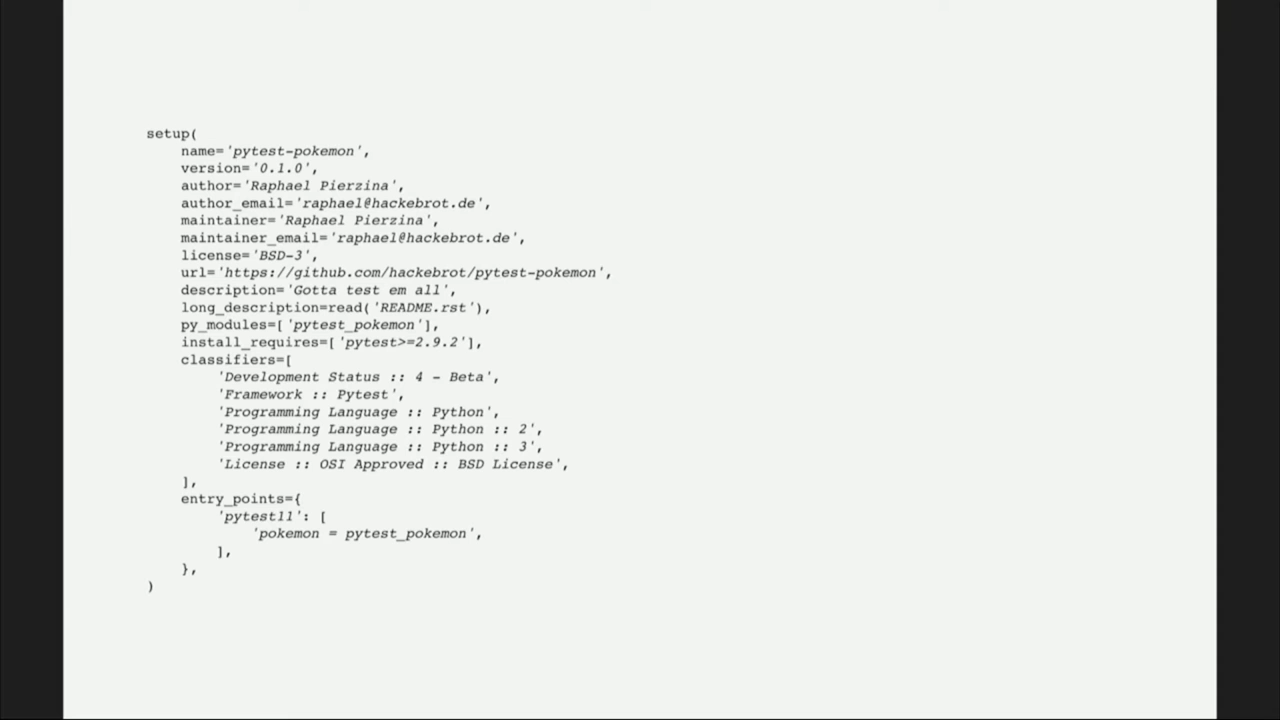 setup(
    name='pytest-pokemon',
    version='0.1.0',
    author='Raphael Pierzina',
    author_email='raphael@hackebrot.de',
    maintainer='Raphael Pierzina',
    maintainer_email='raphael@hackebrot.de',
    license='BSD-3',
    url='https://github.com/hackebrot/pytest-pokemon',
    description='Gotta test em all',
    long_description=read('README.rst'),
    py_modules=['pytest_pokemon'],
    install_requires=['pytest>=2.9.2'],
    classifiers=[
        'Development Status :: 4 - Beta',
        'Framework :: Pytest',
        'Programming Language :: Python',
        'Programming Language :: Python :: 2',
        'Programming Language :: Python :: 3',
        'License :: OSI Approved :: BSD License',
    ],
    entry_points={
        'pytest11': [
            'pokemon = pytest_pokemon',
        ],
    },
)